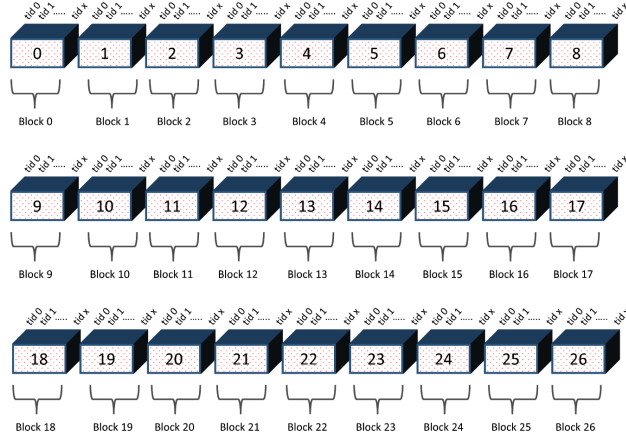 tid 0 tid 1 ..... tid x tid 0 tid 1 ..... tid x tid 0 tid 1 ..... tid x tid 0 tid 1 ..... tid x tid 0 tid 1 ..... tid x tid 0 tid 1 ..... tid x tid 0 tid 1 ..... tid x tid 0 tid 1 ..... tid x tid 0 tid 1 ..... tid x
0 1 2 3 4 5 6 7 8
Block 0 Block 1 Block 2 Block 3 Block 4 Block 5 Block 6 Block 7 Block 8
tid 0 tid 1 ..... tid x tid 0 tid 1 ..... tid x tid 0 tid 1 ..... tid x tid 0 tid 1 ..... tid x tid 0 tid 1 ..... tid x tid 0 tid 1 ..... tid x tid 0 tid 1 ..... tid x tid 0 tid 1 ..... tid x tid 0 tid 1 ..... tid x
9 10 11 12 13 14 15 16 17
Block 9 Block 10 Block 11 Block 12 Block 13 Block 14 Block 15 Block 16 Block 17
tid 0 tid 1 ..... tid x tid 0 tid 1 ..... tid x tid 0 tid 1 ..... tid x tid 0 tid 1 ..... tid x tid 0 tid 1 ..... tid x tid 0 tid 1 ..... tid x tid 0 tid 1 ..... tid x tid 0 tid 1 ..... tid x tid 0 tid 1 ..... tid x
18 19 20 21 22 23 24 25 26
Block 18 Block 19 Block 20 Block 21 Block 22 Block 23 Block 24 Block 25 Block 26